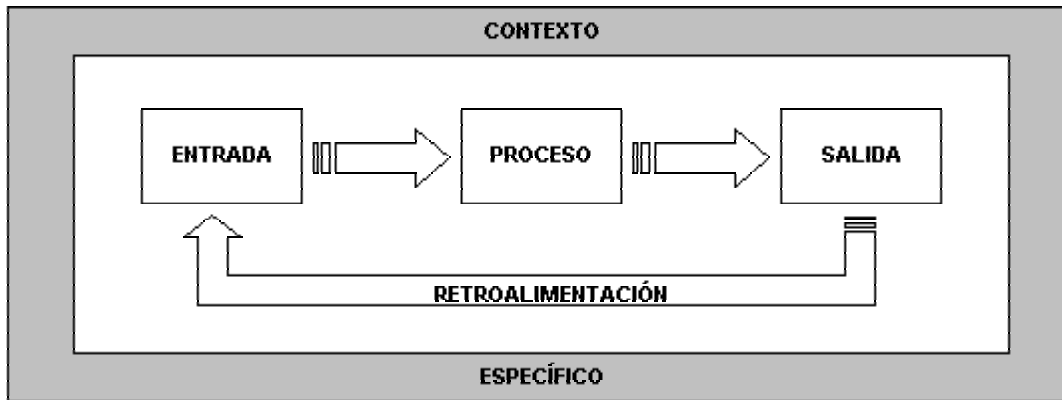 CONTEXTO
ENTRADA
PROCESO
SALIDA
RETROALIMENTACIÓN
ESPECÍFICO